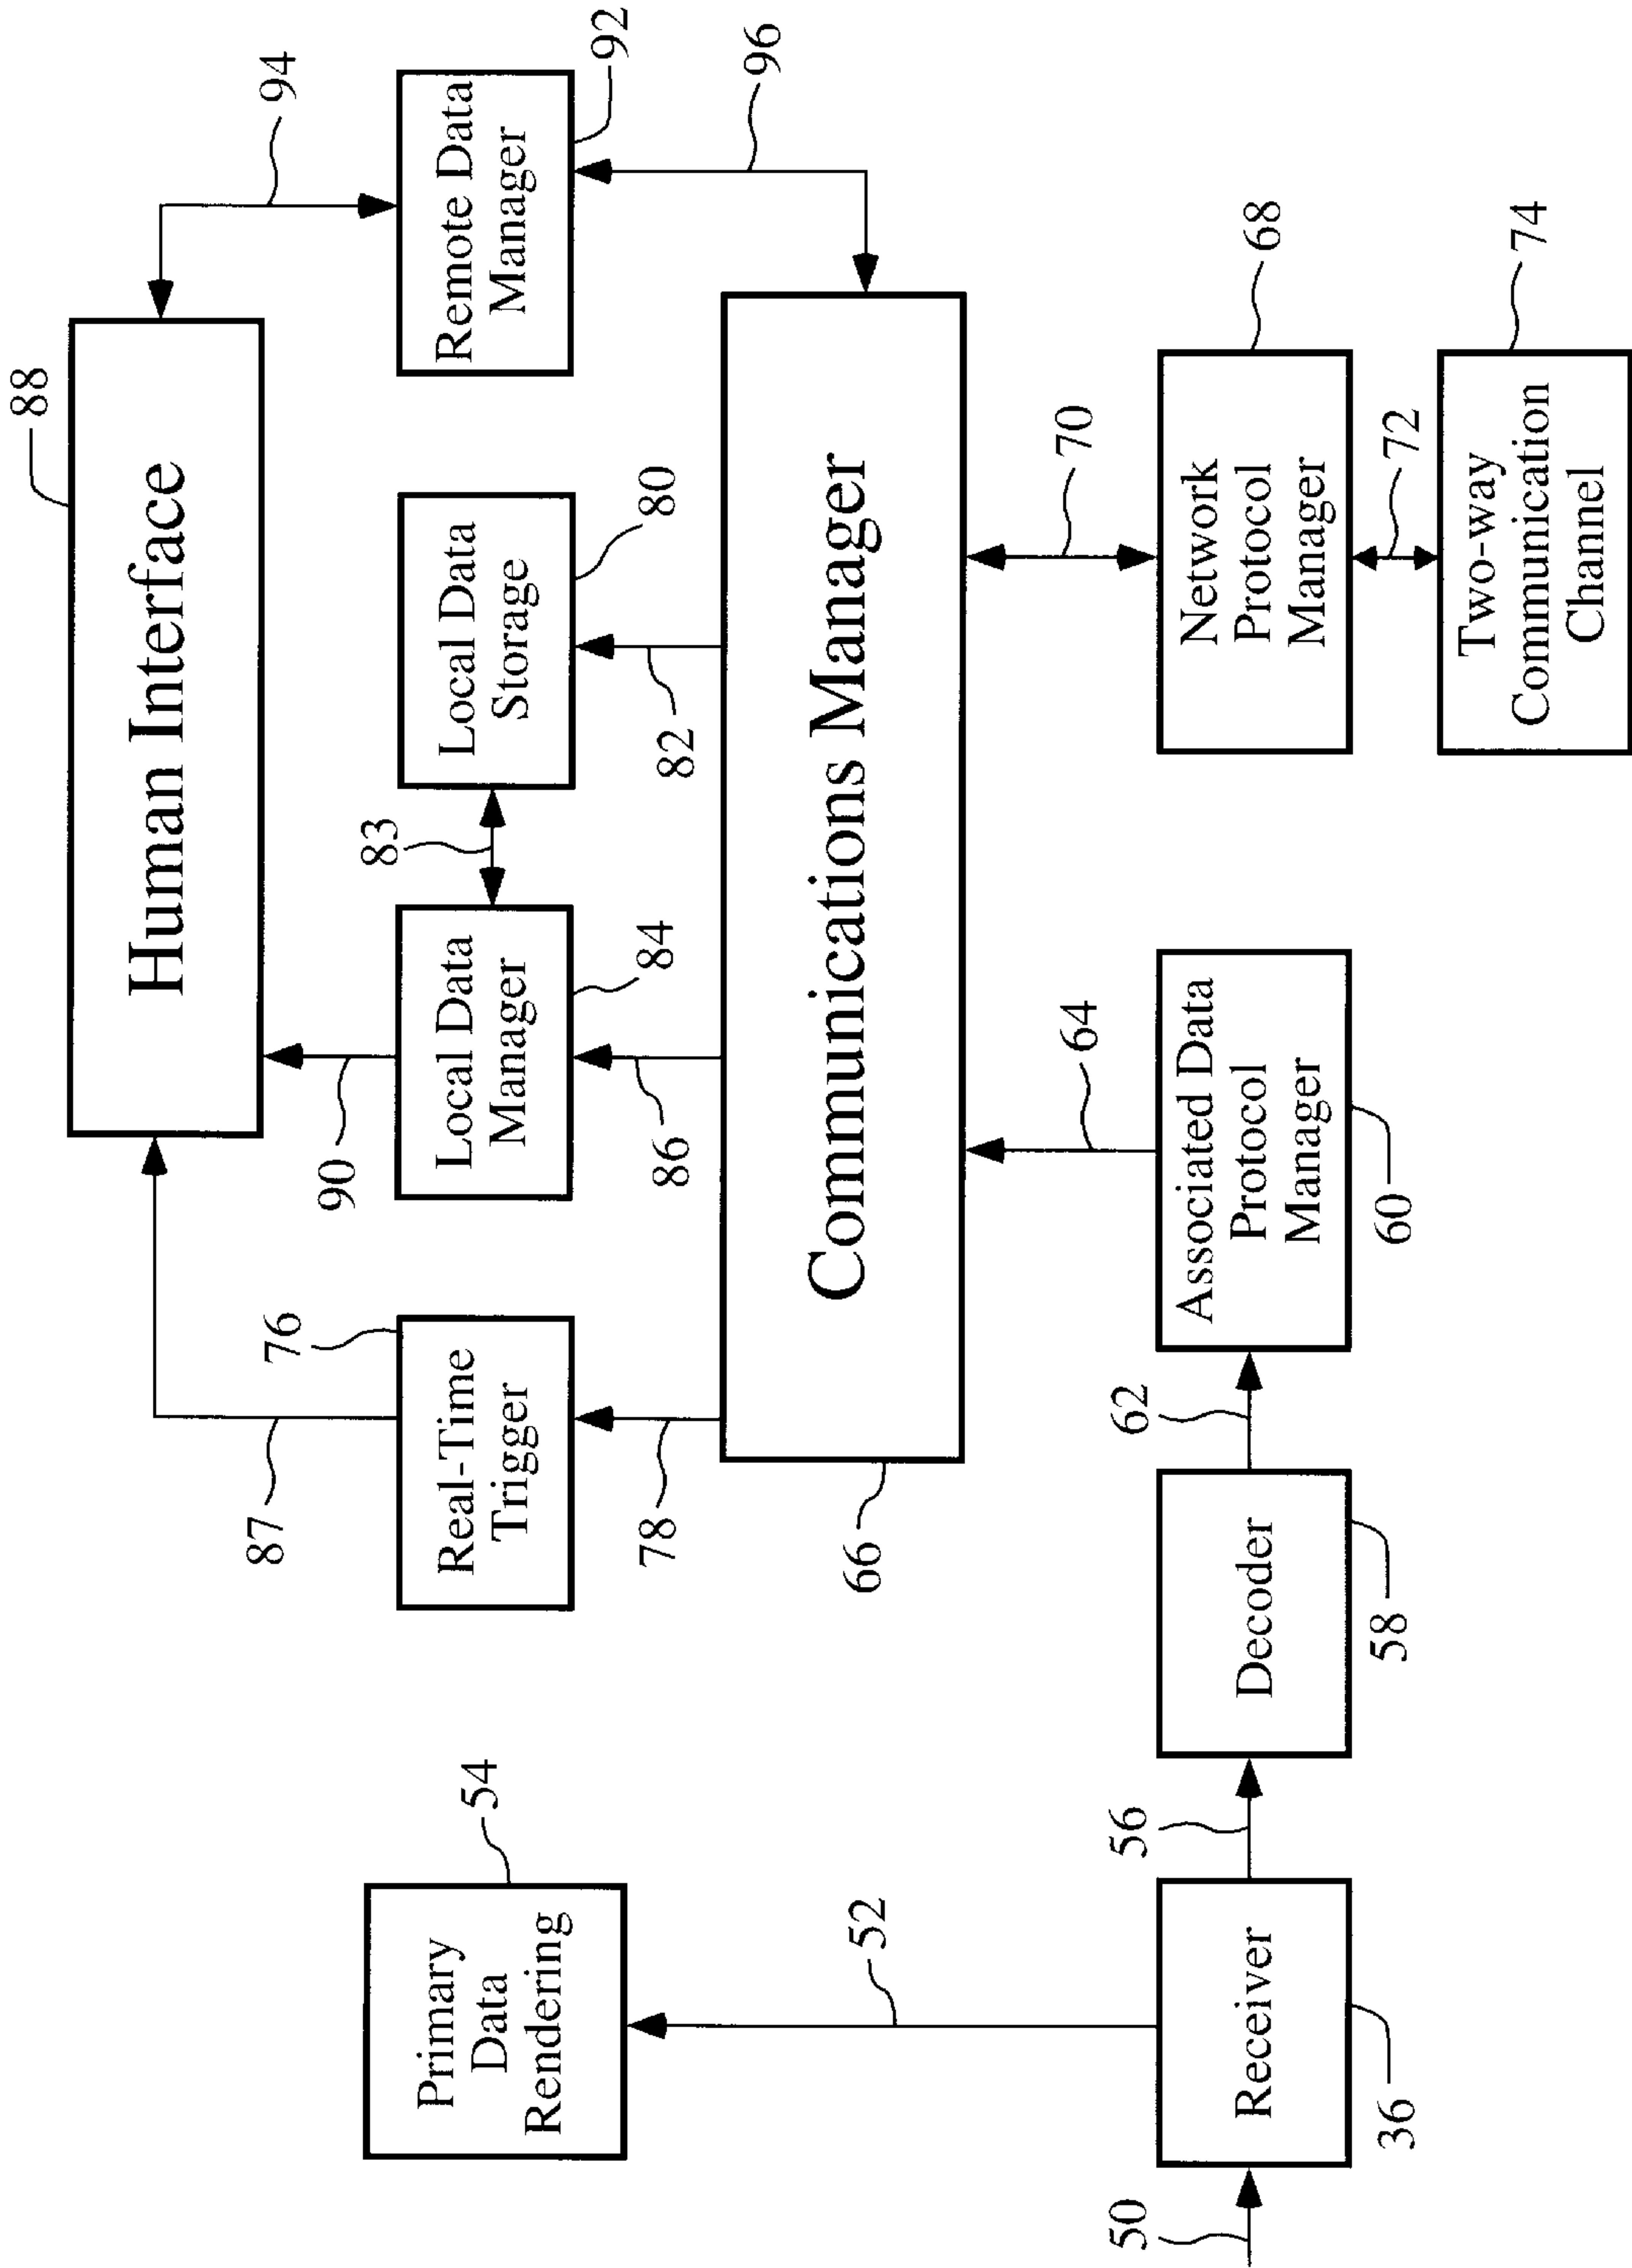 88
Human Interface
94
87
90
76
Real-Time
Trigger
Local Data
Manager
84
83
Local Data
Storage
80
Remote Data
Manager
92
54
Primary
Data
Rendering
78
86
82
96
66
Communications Manager
52
64
70
50
Receiver
36
56
Decoder
58
62
Associated Data
Protocol
Manager
60
Network
Protocol
Manager
68
72
Two-way
Communication
Channel
74